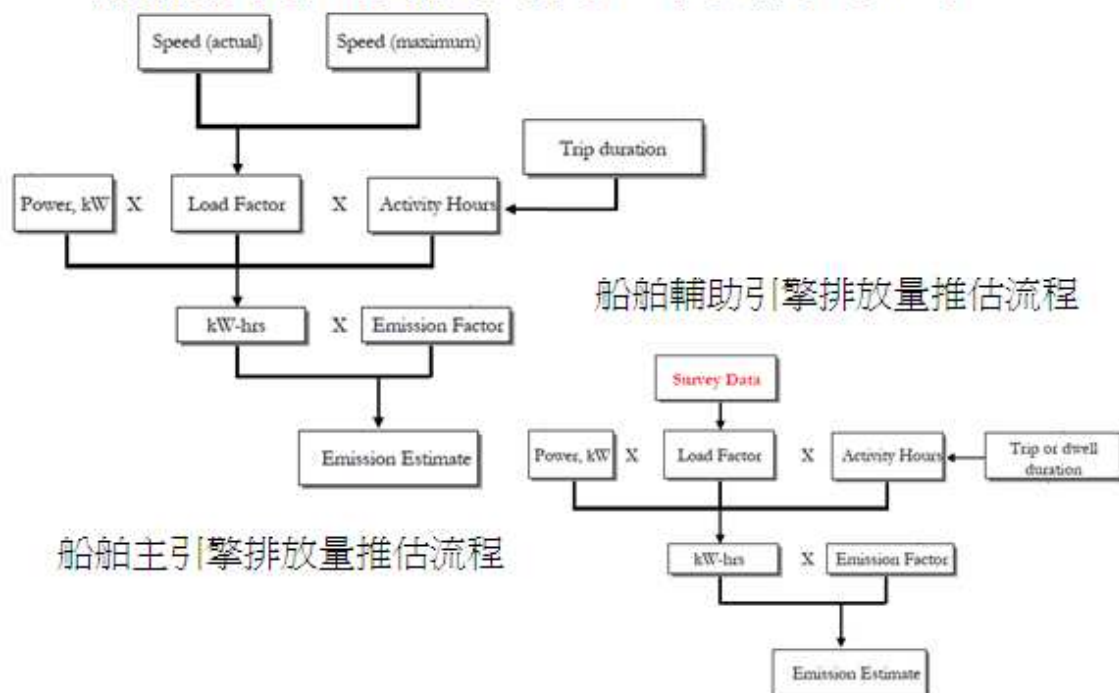 Speed (actual)
Speed (maximum)
Trip duration
Power, kW X Load Factor X Activity Hours
kW-hrs X Emission Factor
Emission Estimate
船舶主引擎排放量推估流程
船舶輔助引擎排放量推估流程
Survey Data
Power, kW X Load Factor X Activity Hours
Trip or dwell
duration
kW-hrs X Emission Factor
Emission Estimate